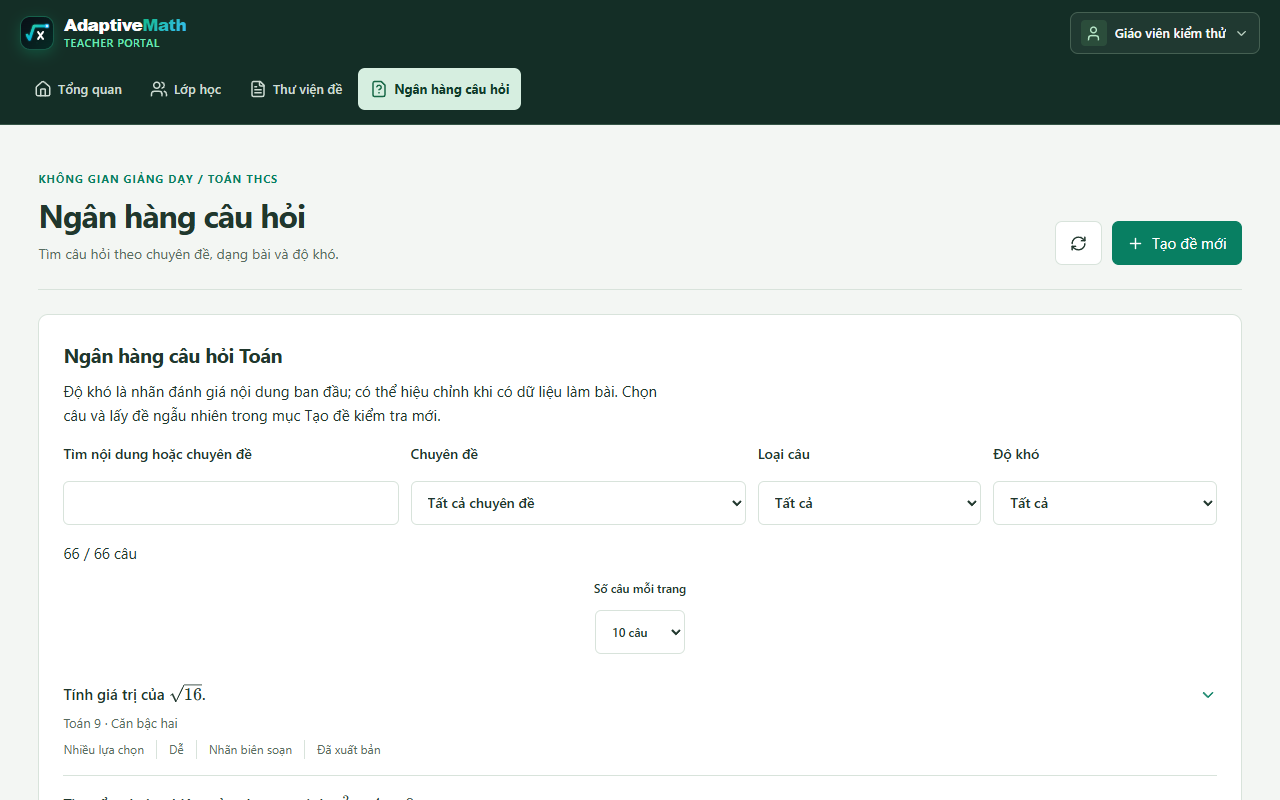 AdaptiveMath
TEACHER PORTAL
Giáo viên kiểm thử
Tổng quan
Lớp học
Thư viện đề
Ngân hàng câu hỏi
KHÔNG GIAN GIẢNG DẠY / TOÁN THCS
Ngân hàng câu hỏi
Tìm câu hỏi theo chuyên đề, dạng bài và độ khó.
Tạo đề mới
Ngân hàng câu hỏi Toán
Độ khó là nhãn đánh giá nội dung ban đầu; có thể hiệu chỉnh khi có dữ liệu làm bài. Chọn
câu và lấy đề ngẫu nhiên trong mục Tạo đề kiểm tra mới.
Tìm nội dung hoặc chuyên đề
Chuyên đề
Loại câu
Độ khó
Tất cả chuyên đề
Tất cả
Tất cả
66 / 66 câu
Số câu mỗi trang
10 câu
Tính giá trị của √16.
Toán 9 · Căn bậc hai
Nhiều lựa chọn
Dễ
Nhãn biên soạn
Đã xuất bản